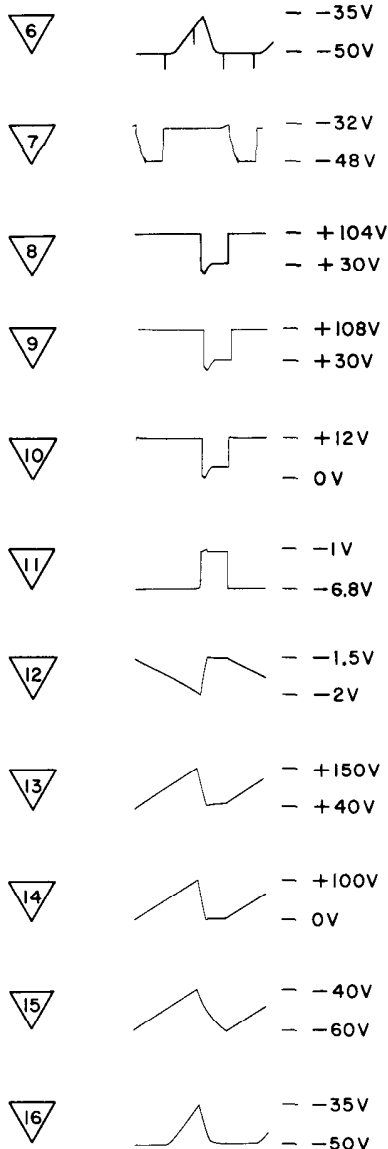 6 — −35V
— −50V
7 — −32V
— −48V
8 — +104V
— +30V
9 — +108V
— +30V
10 — +12V
— 0V
11 — −1V
— −6.8V
12 — −1.5V
— −2V
13 — +150V
— +40V
14 — +100V
— 0V
15 — −40V
— −60V
16 — −35V
— −50V